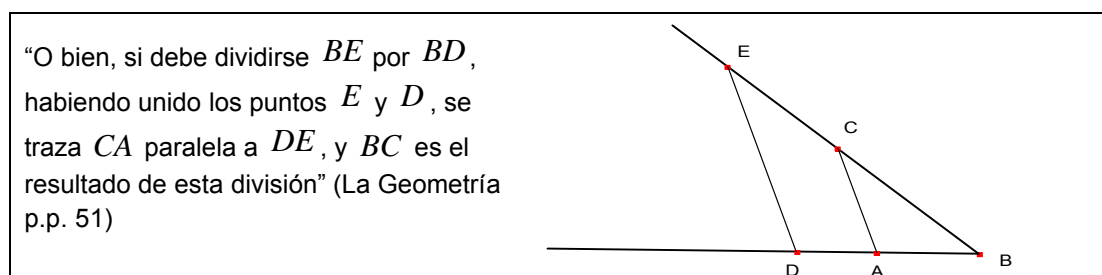 “O bien, si debe dividirse BE por BD,
habiendo unido los puntos E y D, se
traza CA paralela a DE, y BC es el
resultado de esta división” (La Geometría
p.p. 51)
E
C
D
A
B